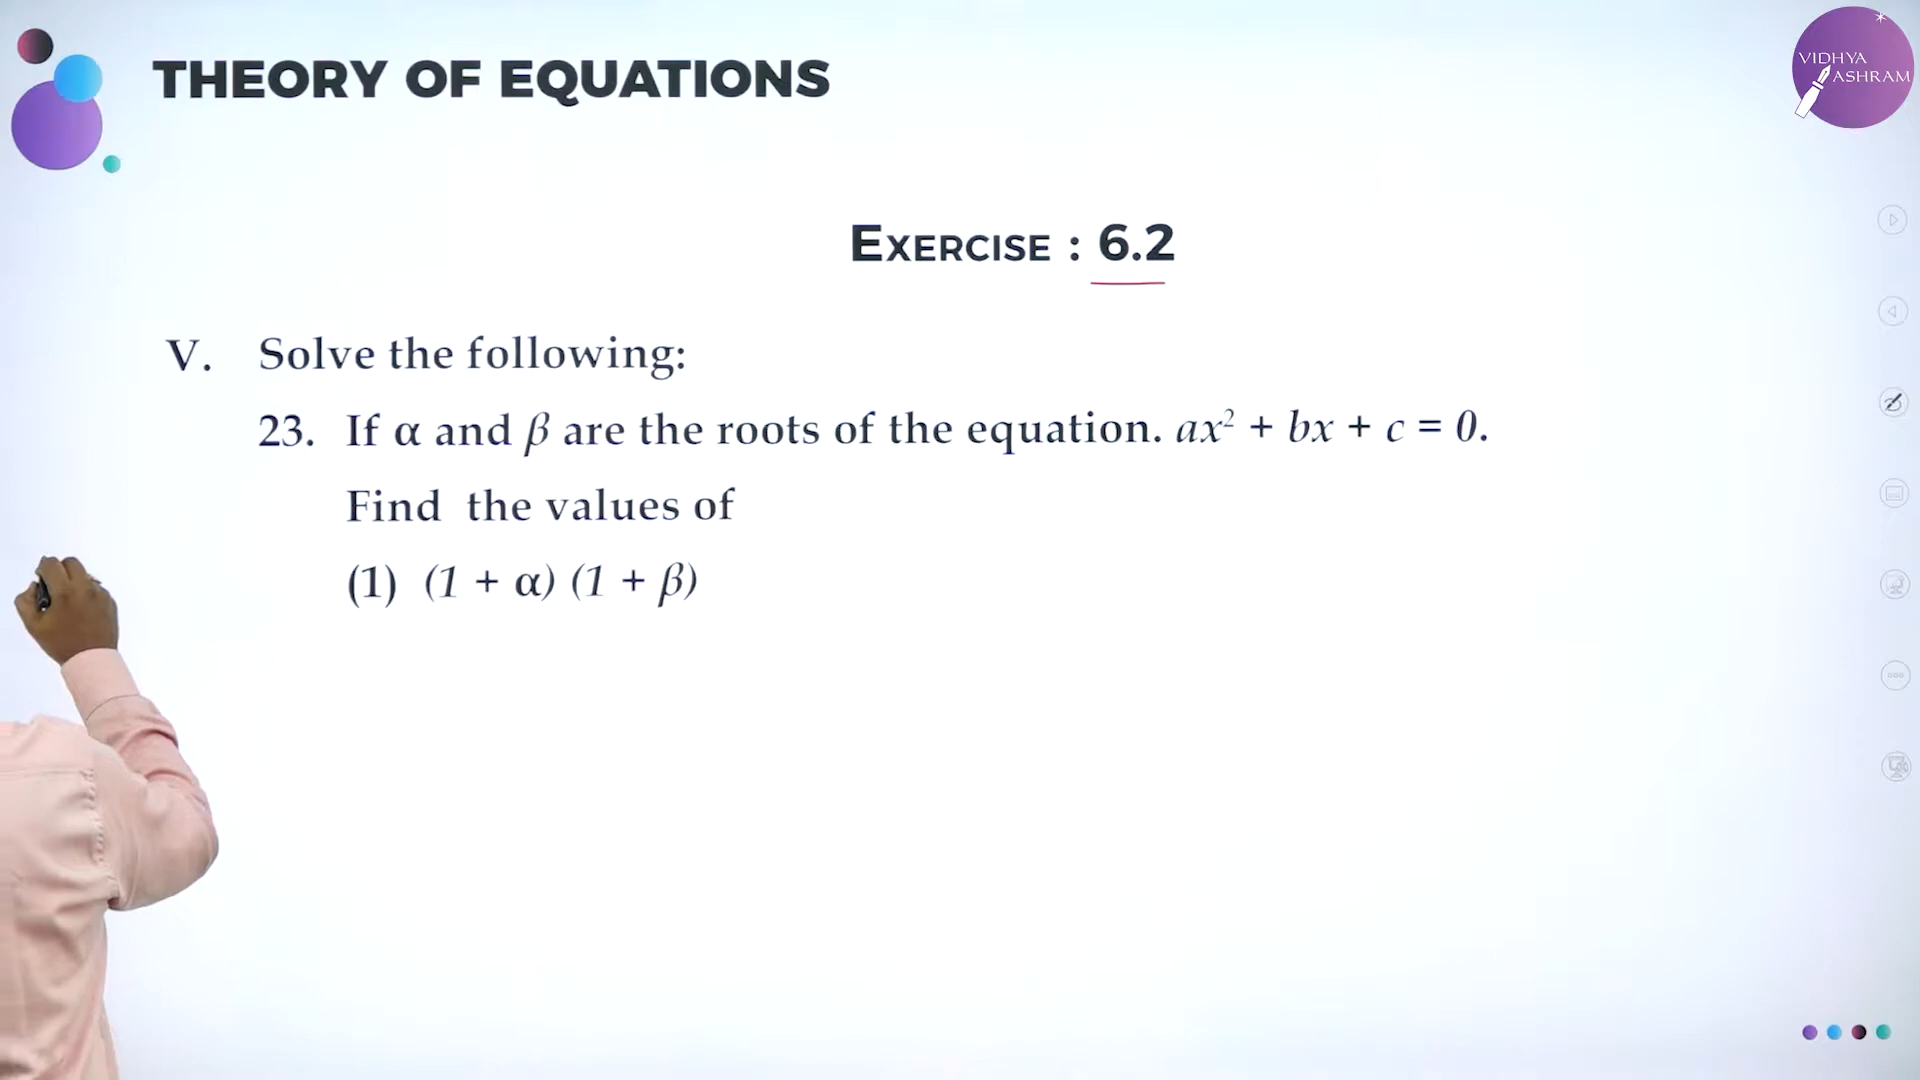 THEORY OF EQUATIONS
VIDHYA
ASHRAM
EXERCISE : 6.2
V. Solve the following:
23. If α and β are the roots of the equation. ax² + bx + c = 0.
Find the values of
(1) (1 + α) (1 + β)